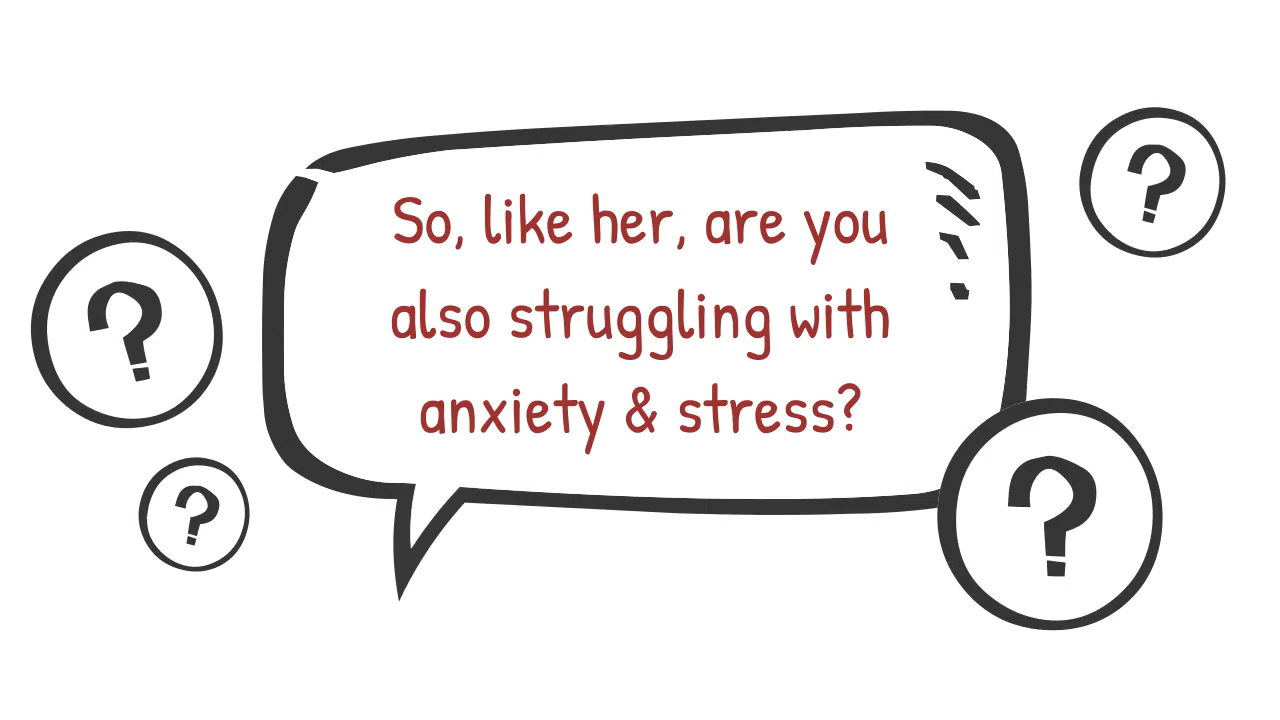 So, like her, are you
also struggling with
anxiety & stress?
?
?
?
?